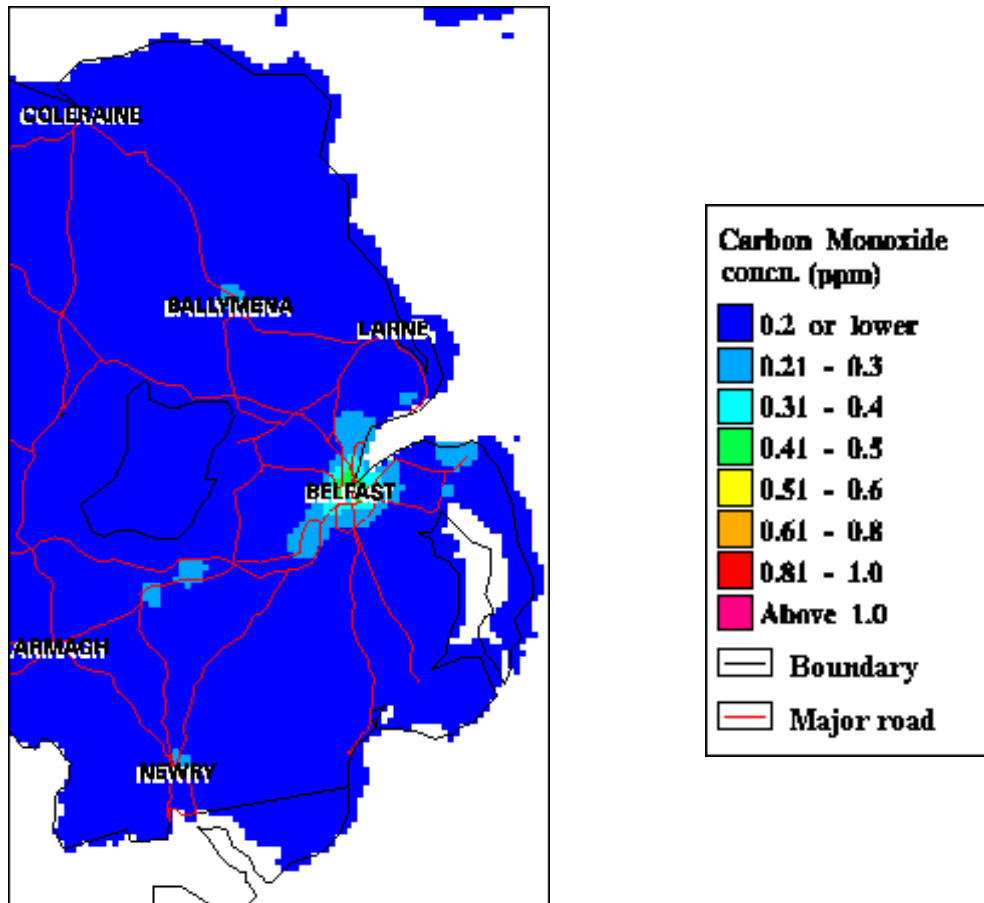 COLERAINE
BALLYMENA
LARNE
BELFAST
ARMAGH
NEWRY
Carbon Monoxide
concn. (ppm)
0.2 or lower
0.21 - 0.3
0.31 - 0.4
0.41 - 0.5
0.51 - 0.6
0.61 - 0.8
0.81 - 1.0
Above 1.0
Boundary
Major road